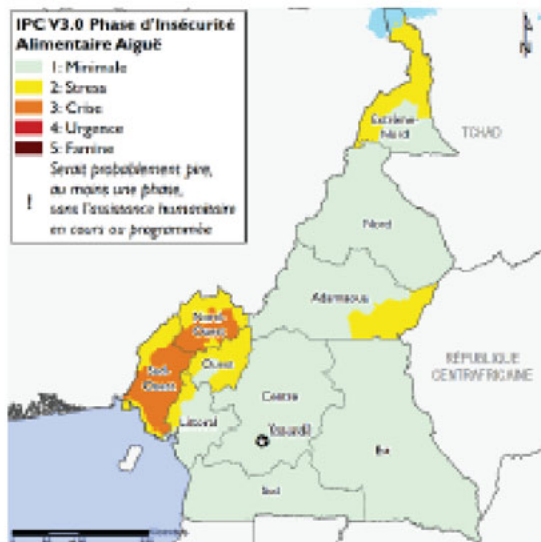 IPC V3.0 Phase d'Insécurité
Alimentaire Aiguë
1: Minimale
2: Stress
3: Crise
4: Urgence
5: Famine
Serait probablement pire,
au moins une phase,
! sans l'assistance humanitaire
en cours ou programmée
N
Extrême-
Nord
TCHAD
Nord
Adamaoua
Nord-
Ouest
Ouest
Sud-
Ouest
RÉPUBLIQUE
CENTRAFRICAINE
Centre
Littoral
Yaoundé
Est
Sud